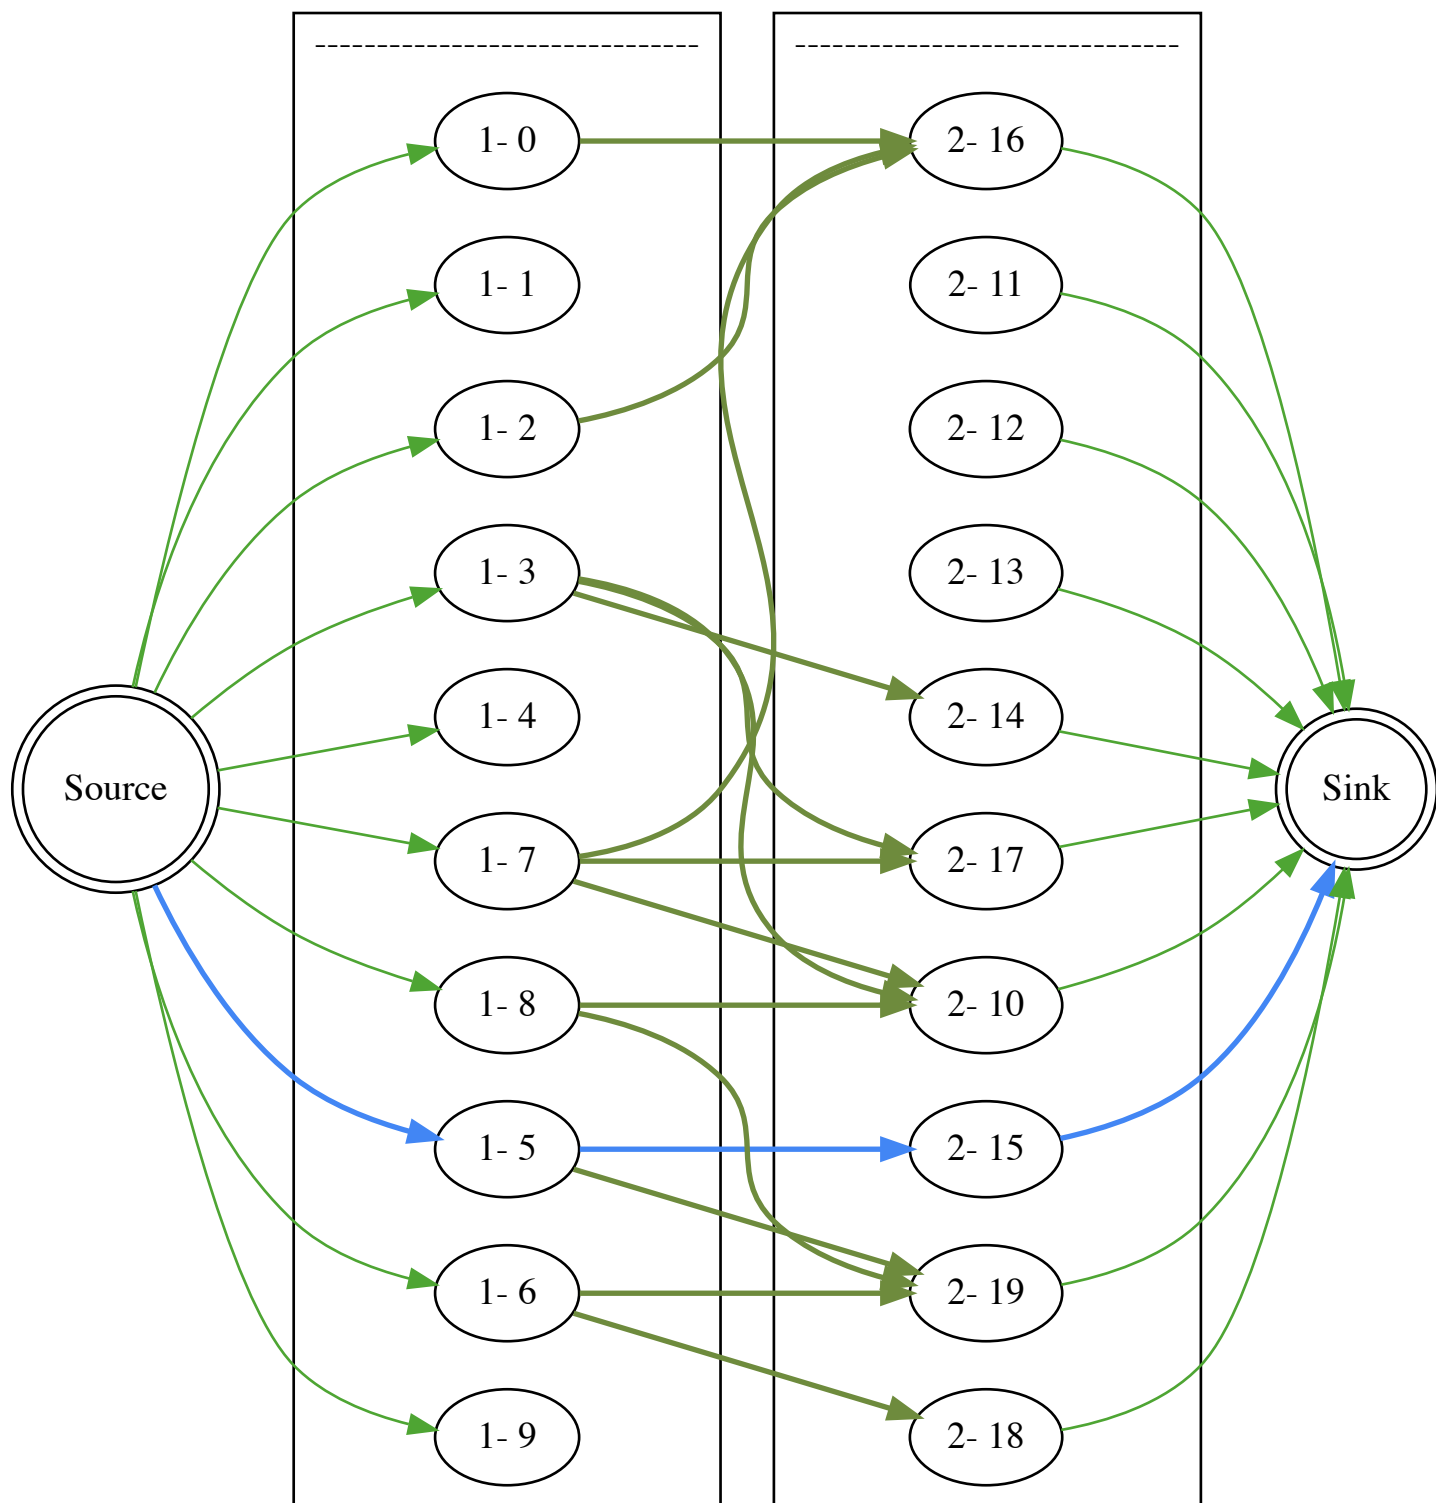 ------------------------------- -------------------------------
1- 0 2- 16
1- 1 2- 11
1- 2 2- 12
1- 3 2- 13
1- 4 2- 14
Source Sink
1- 7 2- 17
1- 8 2- 10
1- 5 2- 15
1- 6 2- 19
1- 9 2- 18